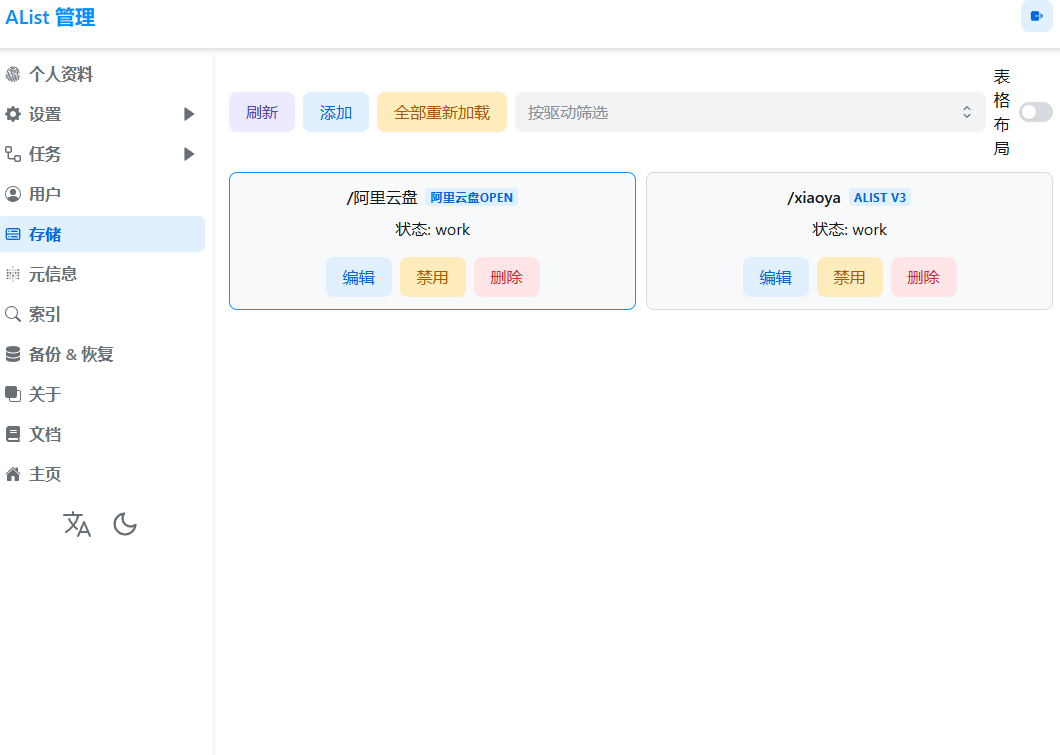 AList 管理
个人资料
设置
任务
用户
存储
元信息
索引
备份 & 恢复
关于
文档
主页
刷新 添加 全部重新加载 按驱动筛选 表格布局
/阿里云盘 阿里云盘OPEN
状态: work
编辑 禁用 删除
/xiaoya ALIST V3
状态: work
编辑 禁用 删除